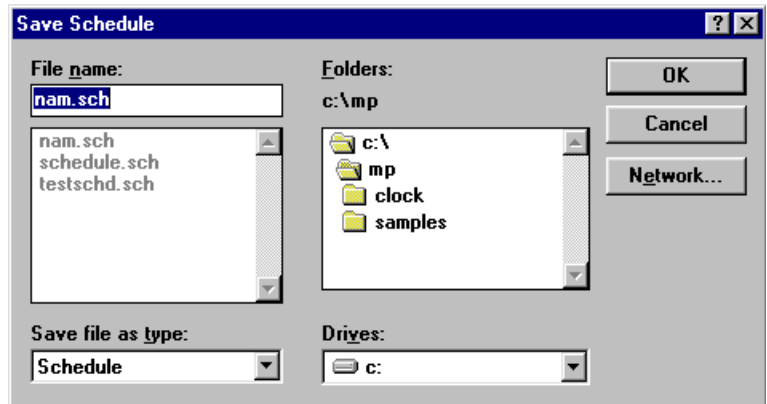 Save Schedule
File name:
nam.sch
nam.sch
schedule.sch
testschd.sch
Save file as type:
Schedule
Folders:
c:\mp
c:\
mp
clock
samples
Drives:
c:
OK
Cancel
Network...